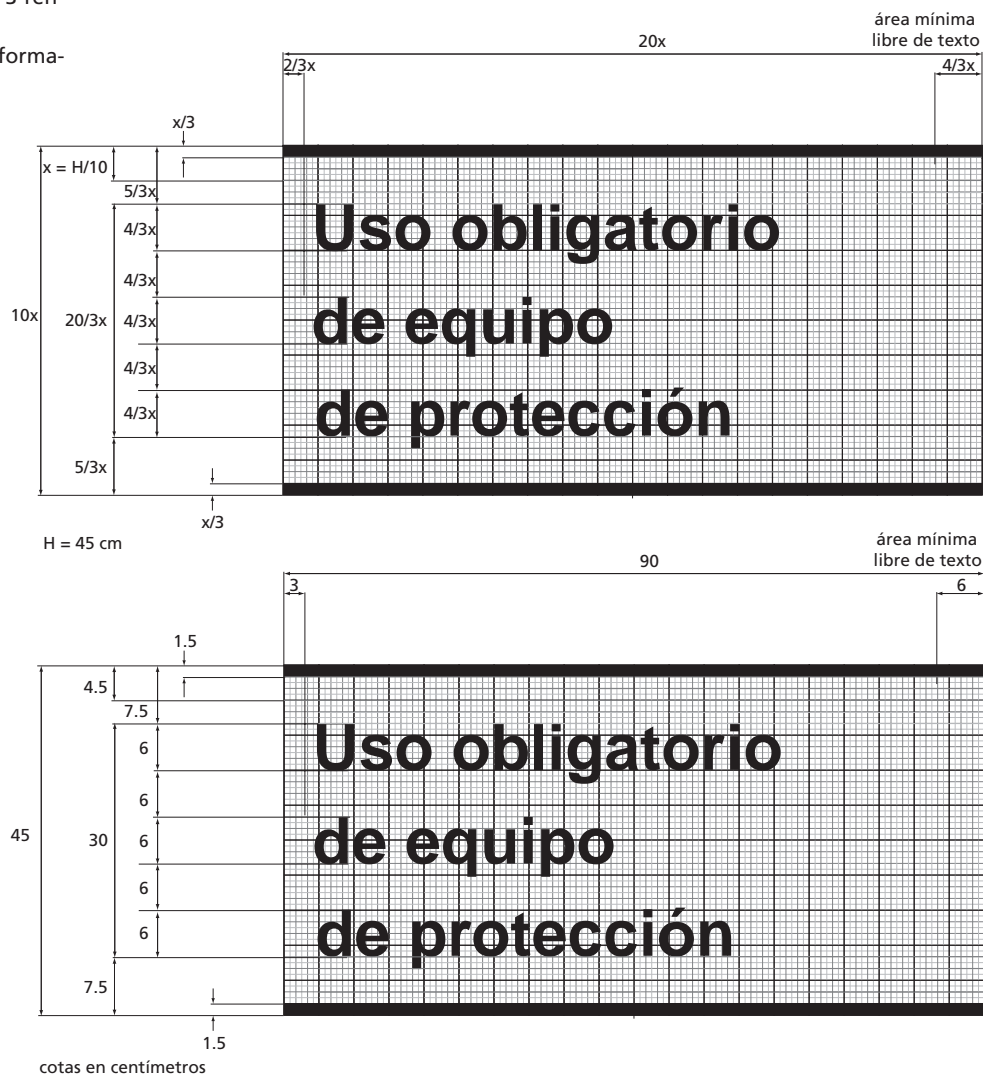 forma-
área mínima
libre de texto
20x
2/3x
4/3x
x/3
x = H/10
5/3x
4/3x
Uso obligatorio
4/3x
10x
20/3x
4/3x
de equipo
4/3x
4/3x
de protección
5/3x
x/3
H = 45 cm
área mínima
libre de texto
90
3
6
1.5
4.5
7.5
6
Uso obligatorio
6
45
30
6
de equipo
6
6
de protección
7.5
1.5
cotas en centímetros